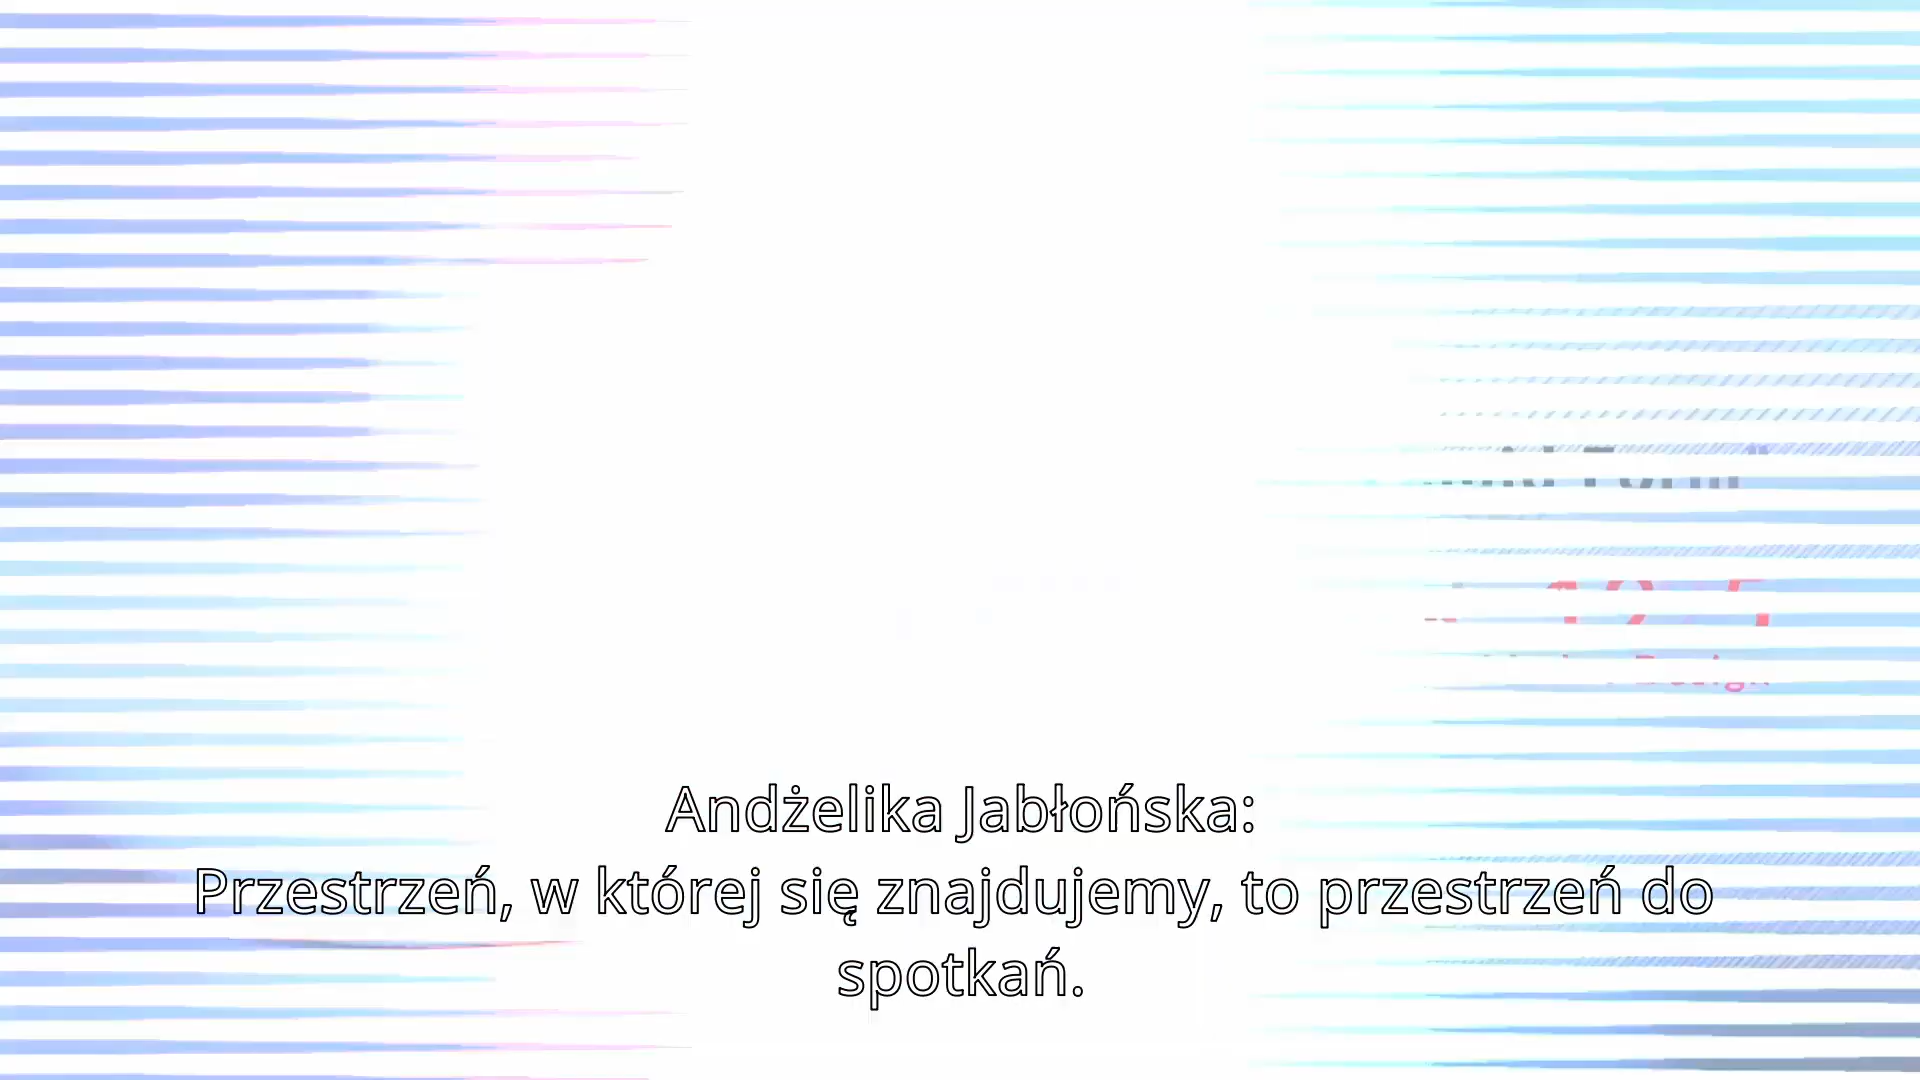 Andżelika Jabłońska:
Przestrzeń, w której się znajdujemy, to przestrzeń do
spotkań.